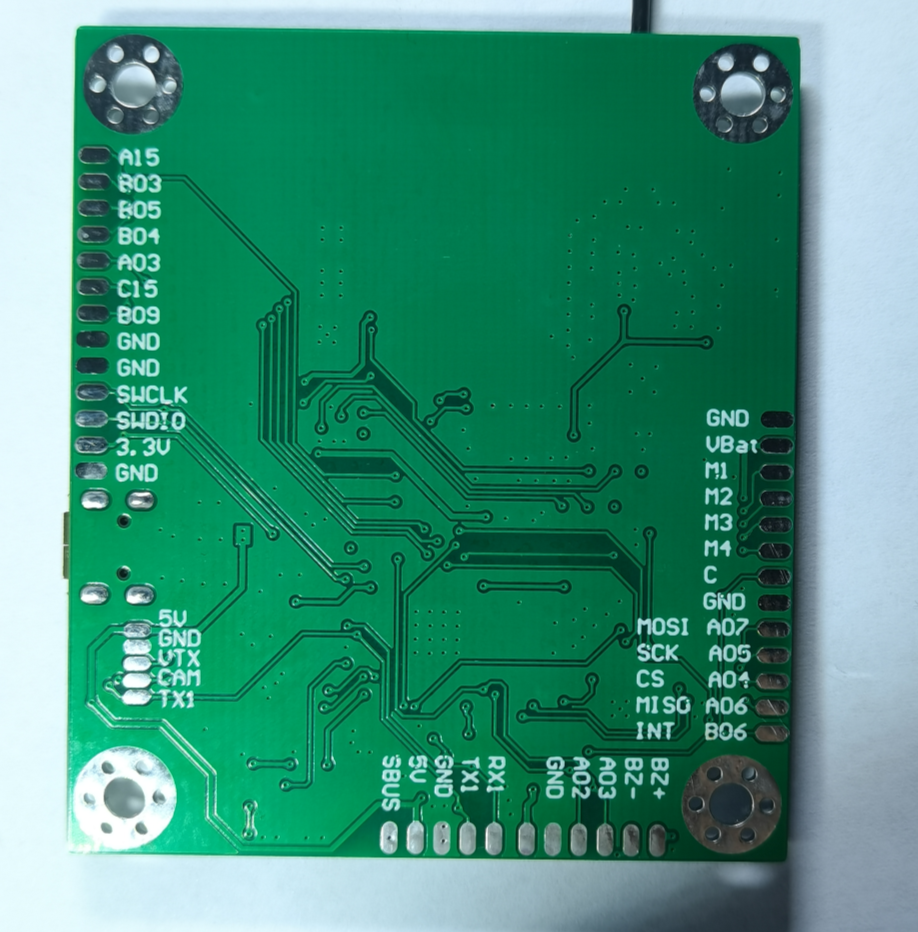 A15
B03
B05
B04
A03
C15
B09
GND
GND
SWCLK
SWDIO
3.3V
GND
5V
GND
VTX
CAM
TX1
GND
VBat
M1
M2
M3
M4
C
GND
MOSI A07
SCK A05
CS A04
MISO A06
INT B06
SBUS
5V
GND
TX1
RX1
GND
A02
A03
BZ-
BZ+